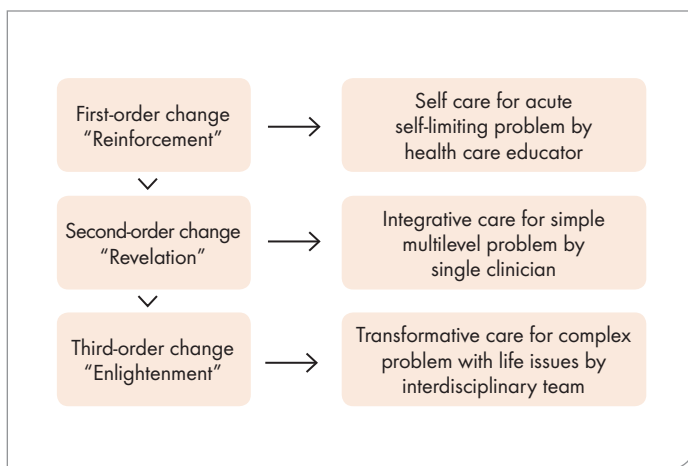 First-order change
“Reinforcement”
Self care for acute
self-limiting problem by
health care educator
Second-order change
“Revelation”
Integrative care for simple
multilevel problem by
single clinician
Third-order change
“Enlightenment”
Transformative care for complex
problem with life issues by
interdisciplinary team